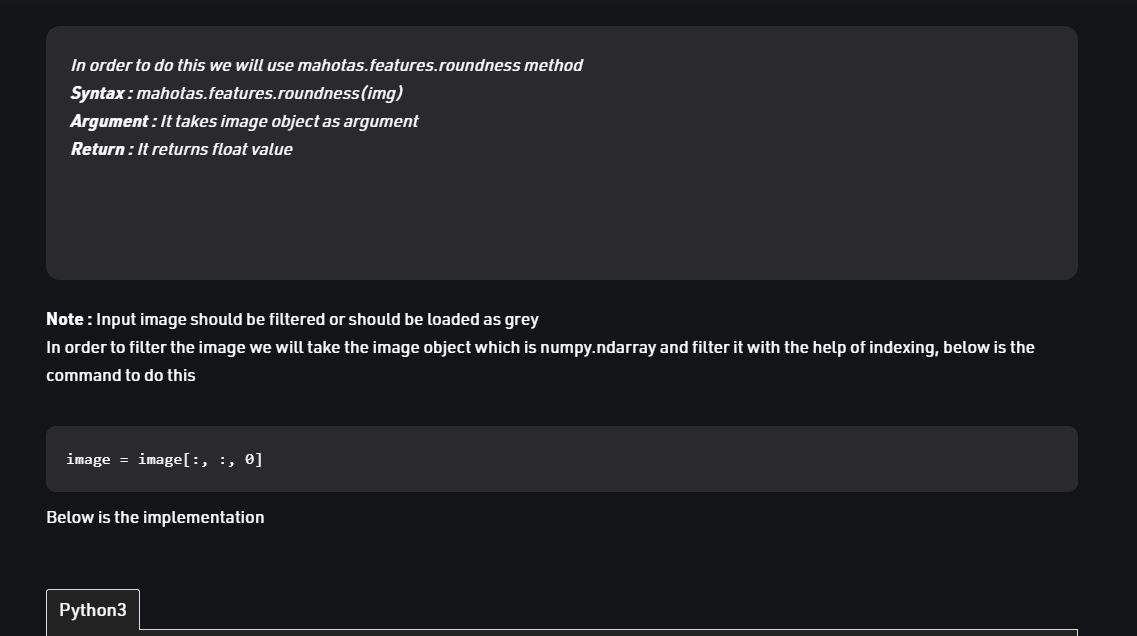 In order to do this we will use mahotas.features.roundness method
Syntax : mahotas.features.roundness(img)
Argument : It takes image object as argument
Return : It returns float value
Note : Input image should be filtered or should be loaded as grey
In order to filter the image we will take the image object which is numpy.ndarray and filter it with the help of indexing, below is the
command to do this
image = image[:, :, 0]
Below is the implementation
Python3